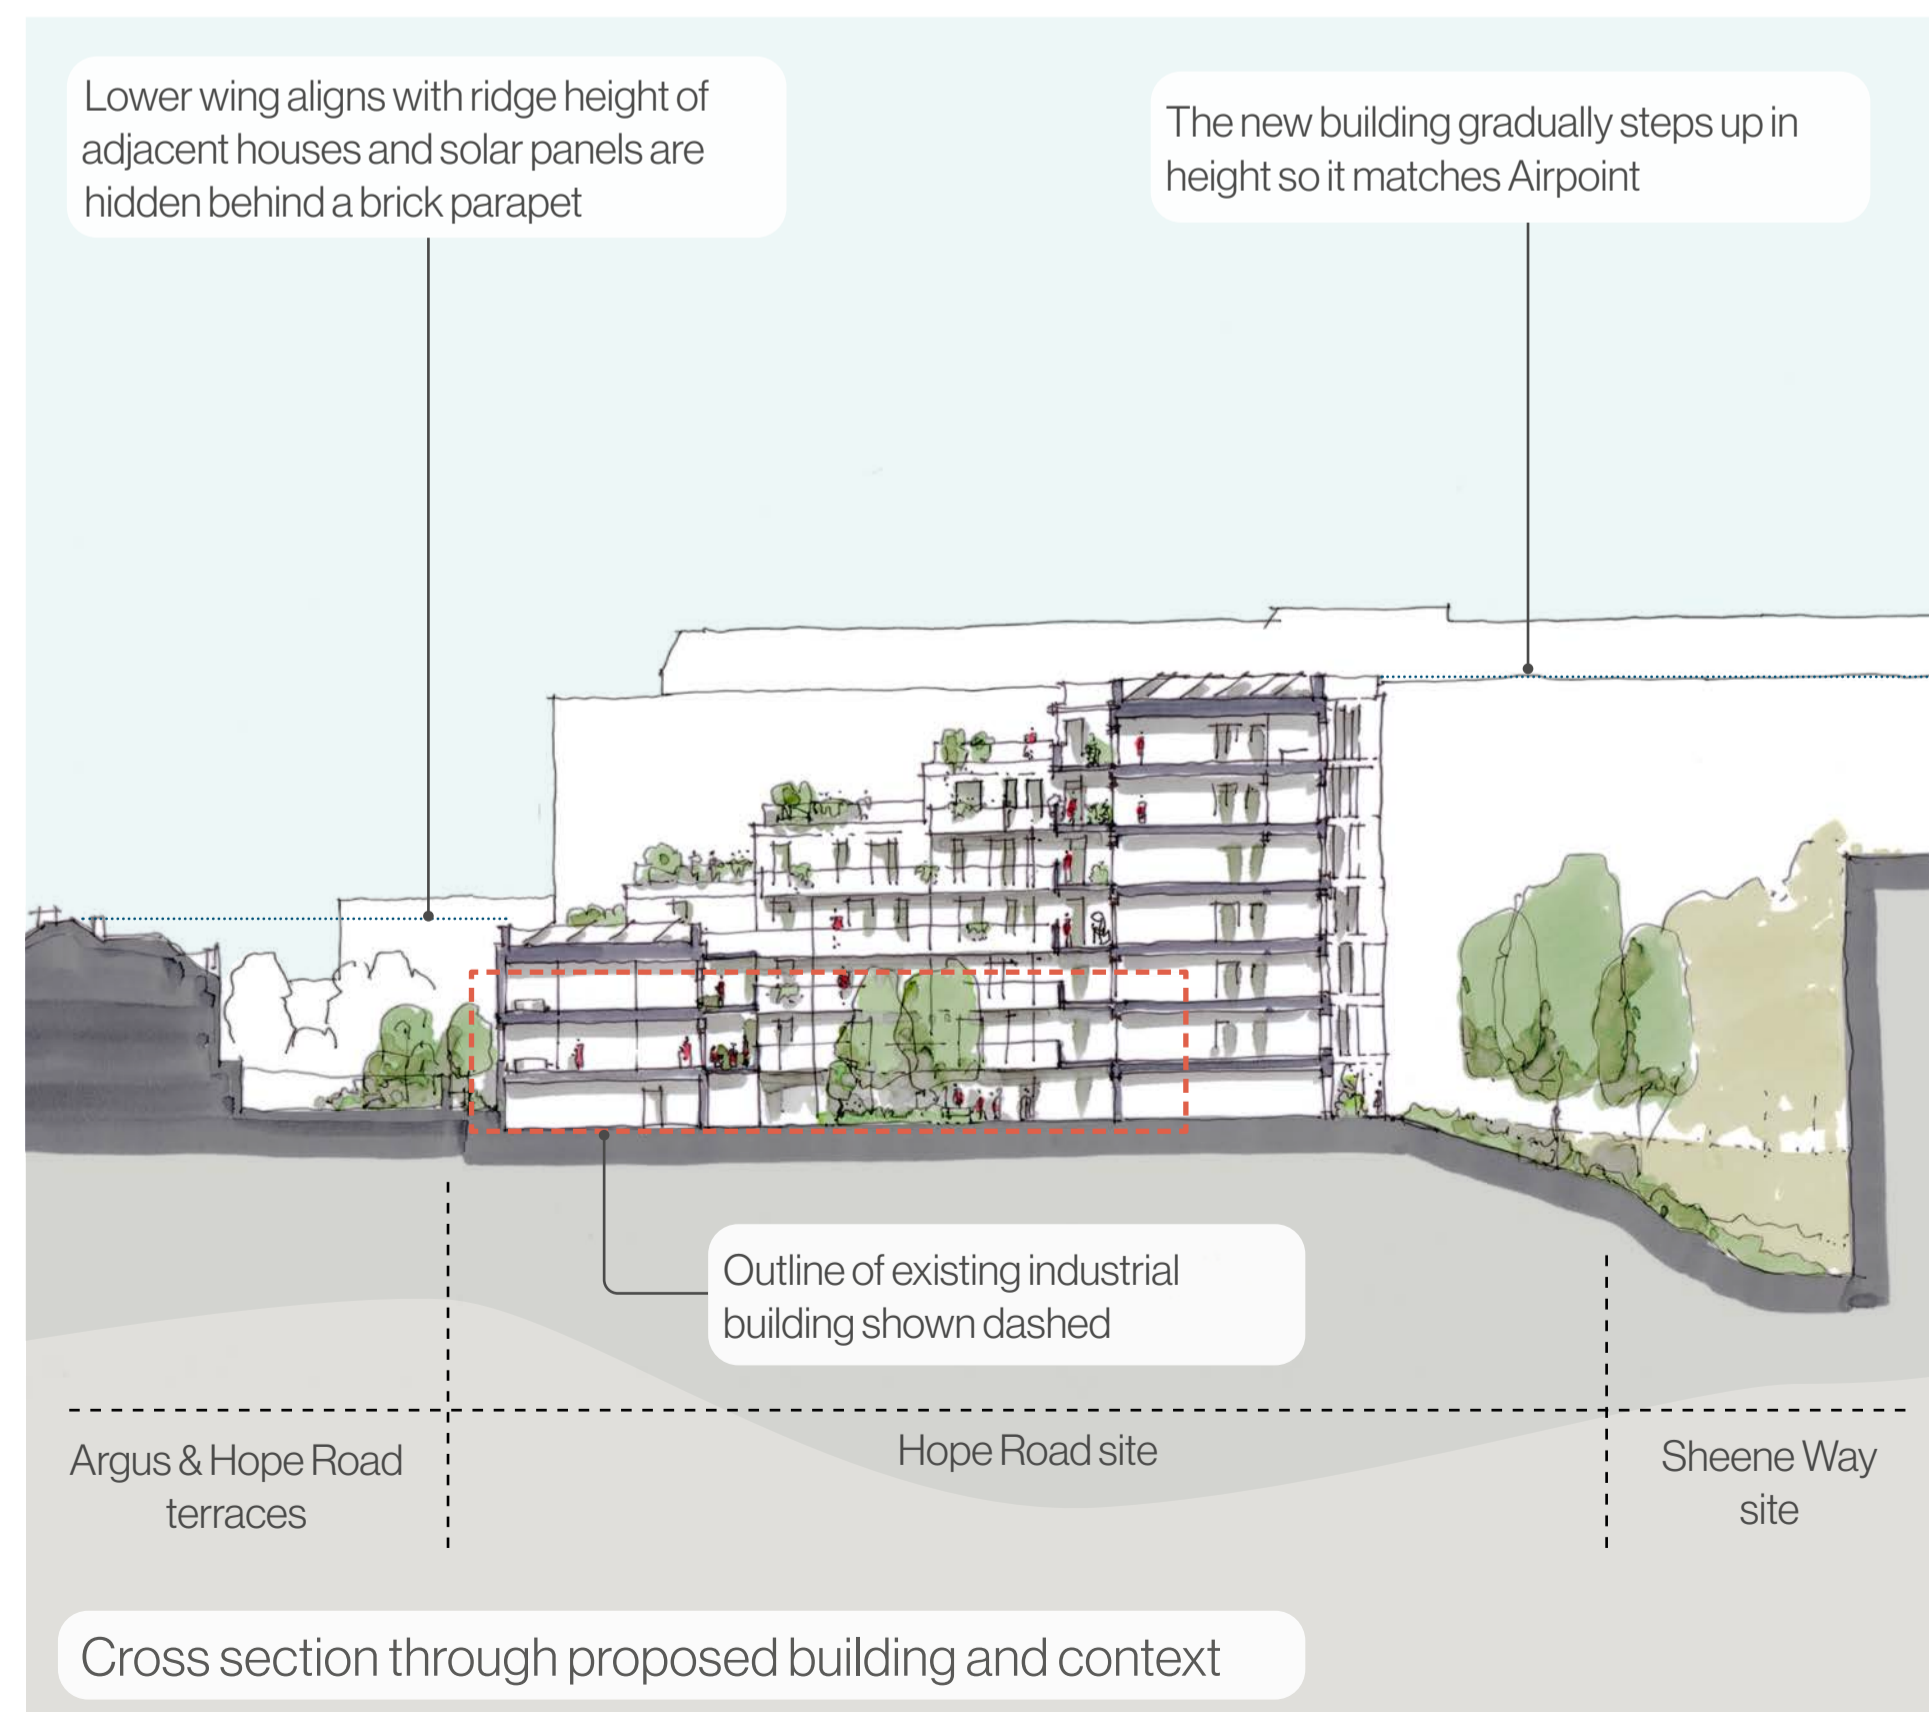 Lower wing aligns with ridge height of
adjacent houses and solar panels are
hidden behind a brick parapet
The new building gradually steps up in
height so it matches Airpoint
Outline of existing industrial
building shown dashed
Argus & Hope Road
terraces
Hope Road site
Sheene Way
site
Cross section through proposed building and context